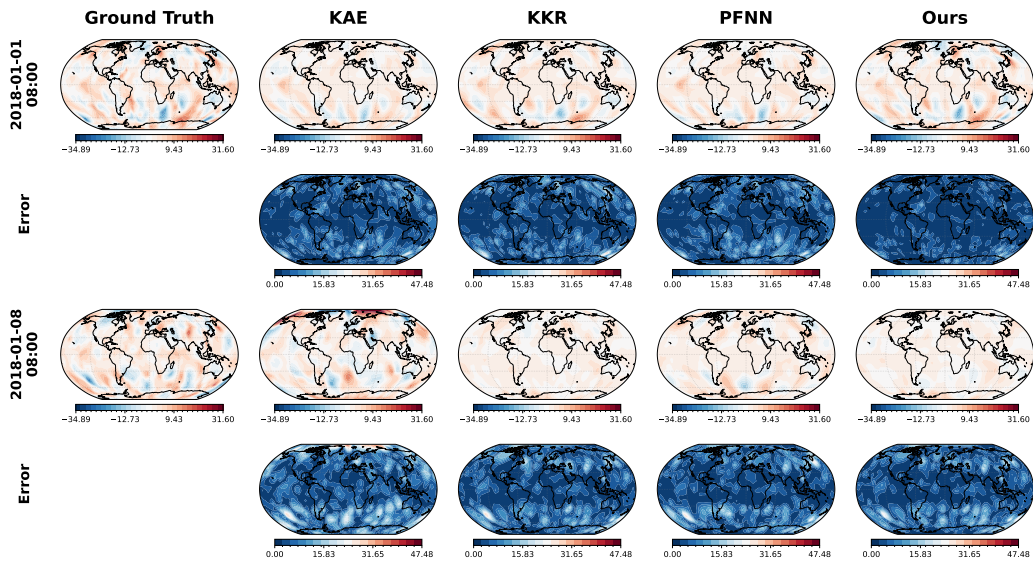 Ground Truth KAE KKR PFNN Ours
2018-01-01
08:00
−34.89 −12.73 9.43 31.60 −34.89 −12.73 9.43 31.60 −34.89 −12.73 9.43 31.60 −34.89 −12.73 9.43 31.60 −34.89 −12.73 9.43 31.60
Error
0.00 15.83 31.65 47.48 0.00 15.83 31.65 47.48 0.00 15.83 31.65 47.48 0.00 15.83 31.65 47.48
2018-01-08
08:00
−34.89 −12.73 9.43 31.60 −34.89 −12.73 9.43 31.60 −34.89 −12.73 9.43 31.60 −34.89 −12.73 9.43 31.60 −34.89 −12.73 9.43 31.60
Error
0.00 15.83 31.65 47.48 0.00 15.83 31.65 47.48 0.00 15.83 31.65 47.48 0.00 15.83 31.65 47.48